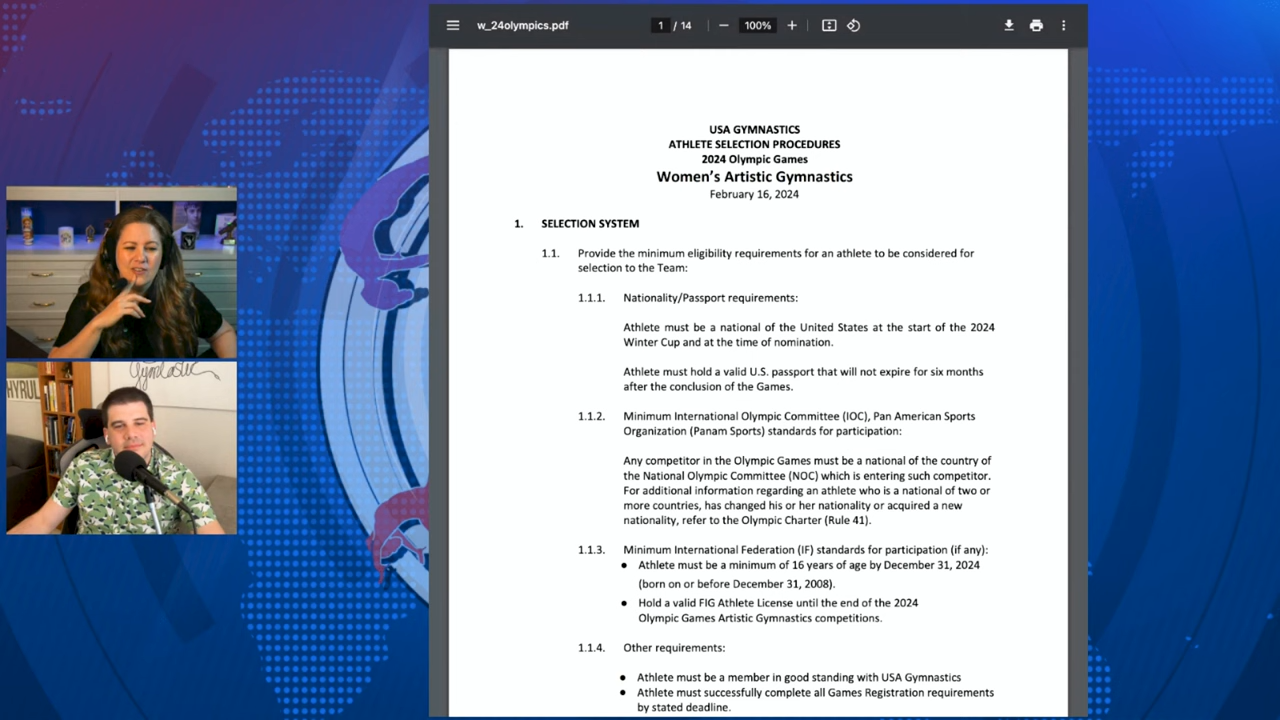 w_24olympics.pdf
1 / 14
100%
USA GYMNASTICS
ATHLETE SELECTION PROCEDURES
2024 Olympic Games
Women's Artistic Gymnastics
February 16, 2024
1. SELECTION SYSTEM
1.1. Provide the minimum eligibility requirements for an athlete to be considered for
selection to the Team:
1.1.1. Nationality/Passport requirements:
Athlete must be a national of the United States at the start of the 2024
Winter Cup and at the time of nomination.
Athlete must hold a valid U.S. passport that will not expire for six months
after the conclusion of the Games.
1.1.2. Minimum International Olympic Committee (IOC), Pan American Sports
Organization (Panam Sports) standards for participation:
Any competitor in the Olympic Games must be a national of the country of
the National Olympic Committee (NOC) which is entering such competitor.
For additional information regarding an athlete who is a national of two or
more countries, has changed his or her nationality or acquired a new
nationality, refer to the Olympic Charter (Rule 41).
1.1.3. Minimum International Federation (IF) standards for participation (if any):
• Athlete must be a minimum of 16 years of age by December 31, 2024
(born on or before December 31, 2008).
• Hold a valid FIG Athlete License until the end of the 2024
Olympic Games Artistic Gymnastics competitions.
1.1.4. Other requirements:
• Athlete must be a member in good standing with USA Gymnastics
• Athlete must successfully complete all Games Registration requirements
by stated deadline.
HYRUL
Gymcastic